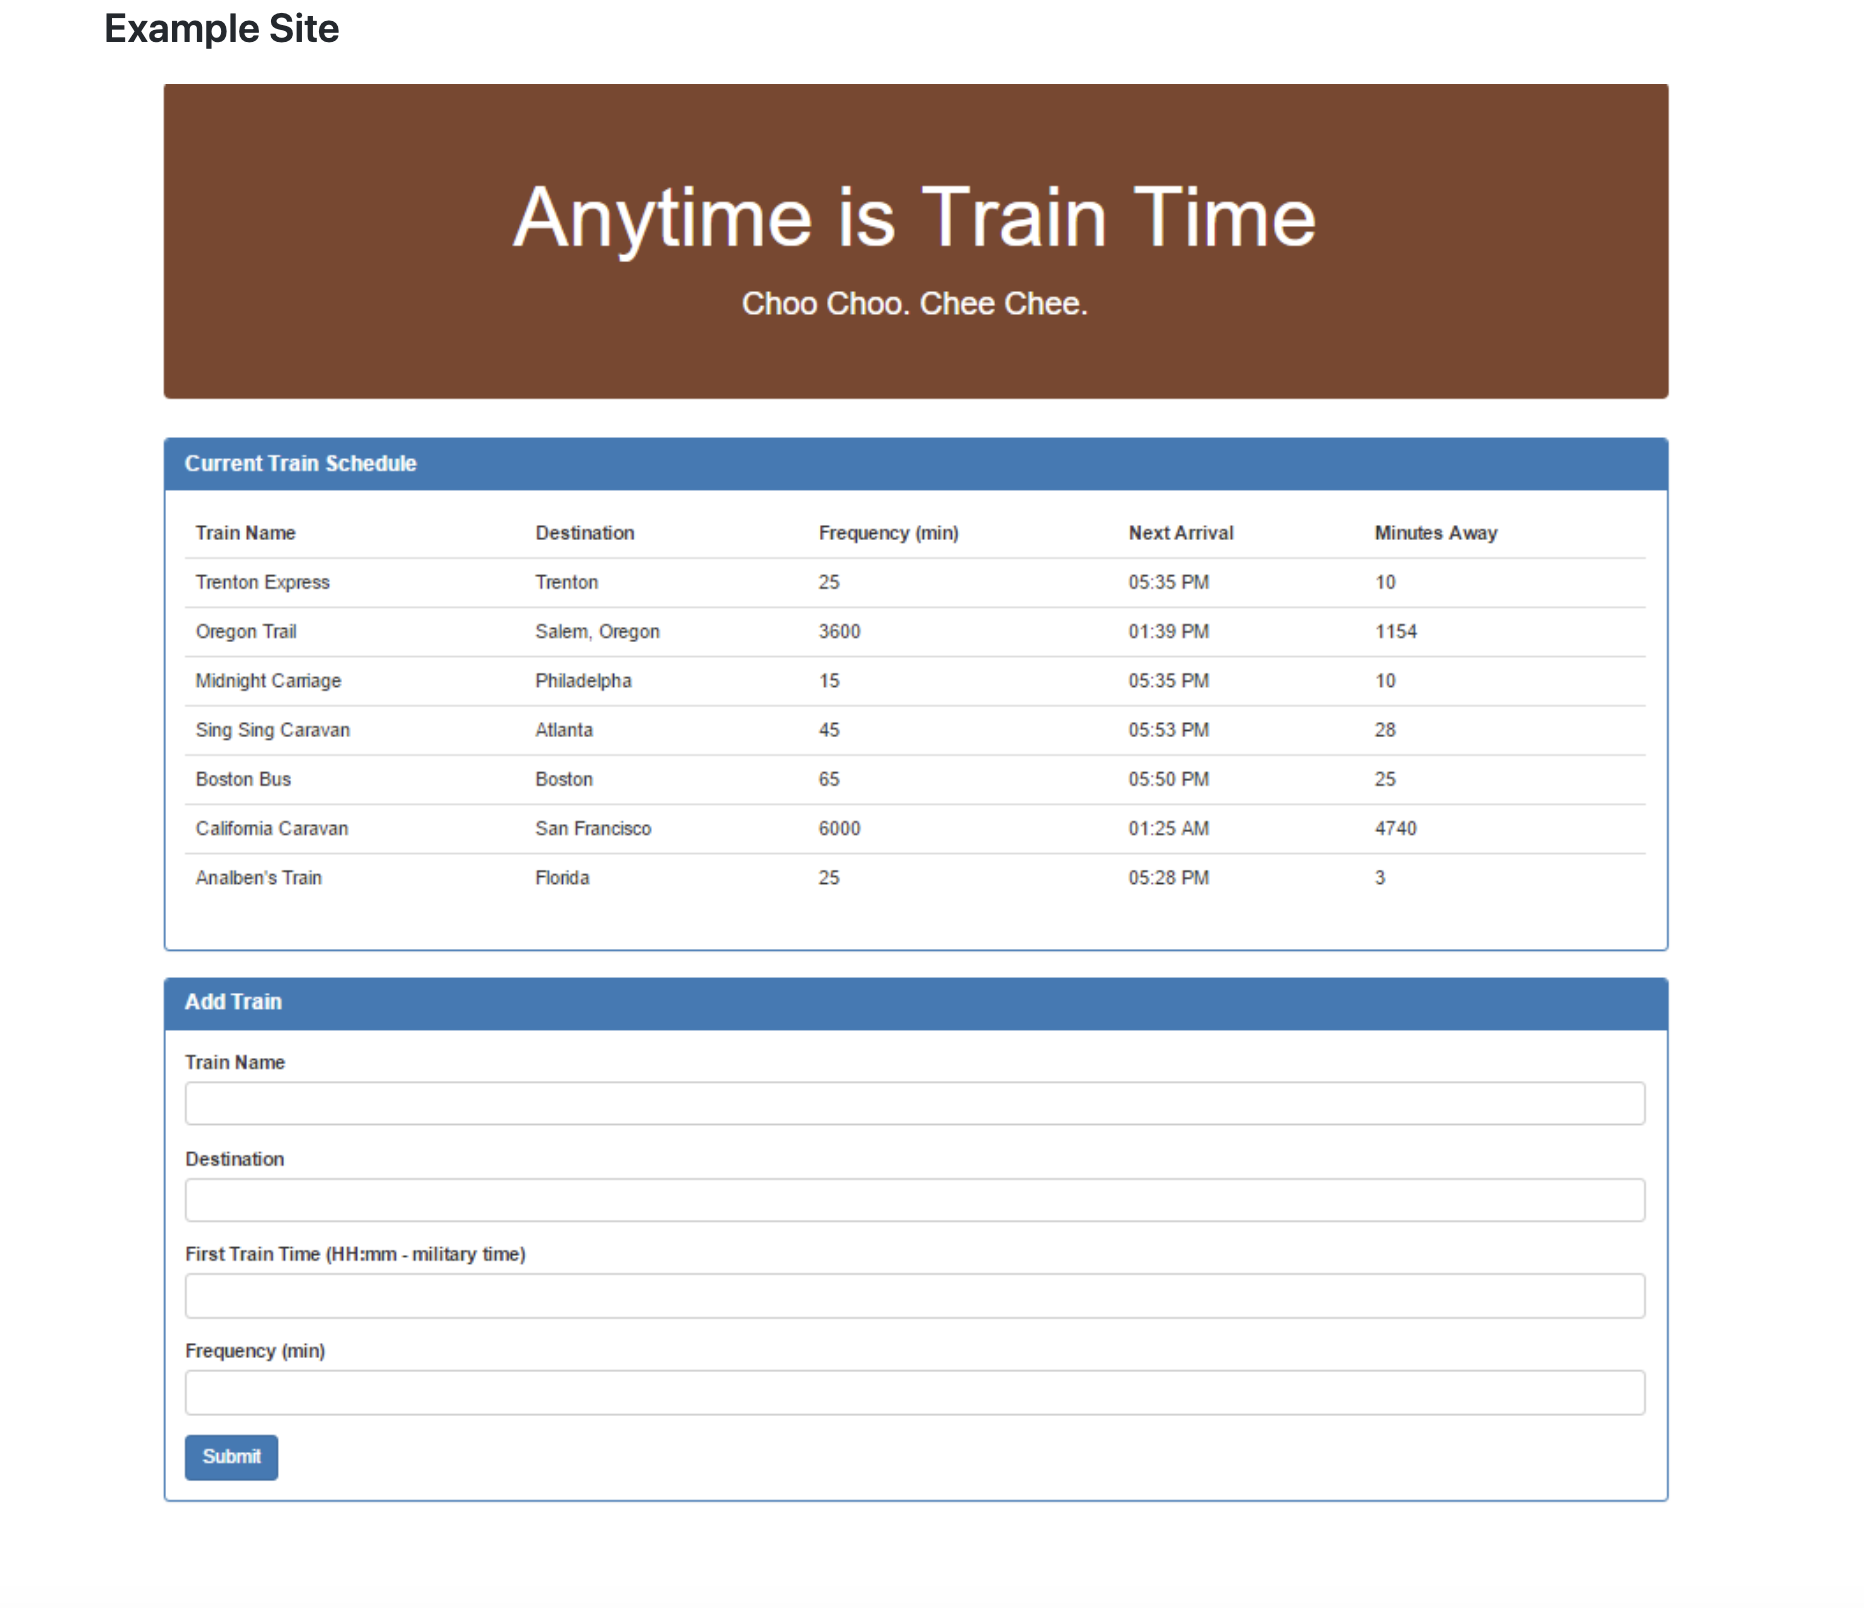 Example Site
Anytime is Train Time
Choo Choo. Chee Chee.
Current Train Schedule
Train Name Destination Frequency (min) Next Arrival Minutes Away
Trenton Express Trenton 25 05:35 PM 10
Oregon Trail Salem, Oregon 3600 01:39 PM 1154
Midnight Carriage Philadelpha 15 05:35 PM 10
Sing Sing Caravan Atlanta 45 05:53 PM 28
Boston Bus Boston 65 05:50 PM 25
California Caravan San Francisco 6000 01:25 AM 4740
Analben's Train Florida 25 05:28 PM 3
Add Train
Train Name
Destination
First Train Time (HH:mm - military time)
Frequency (min)
Submit